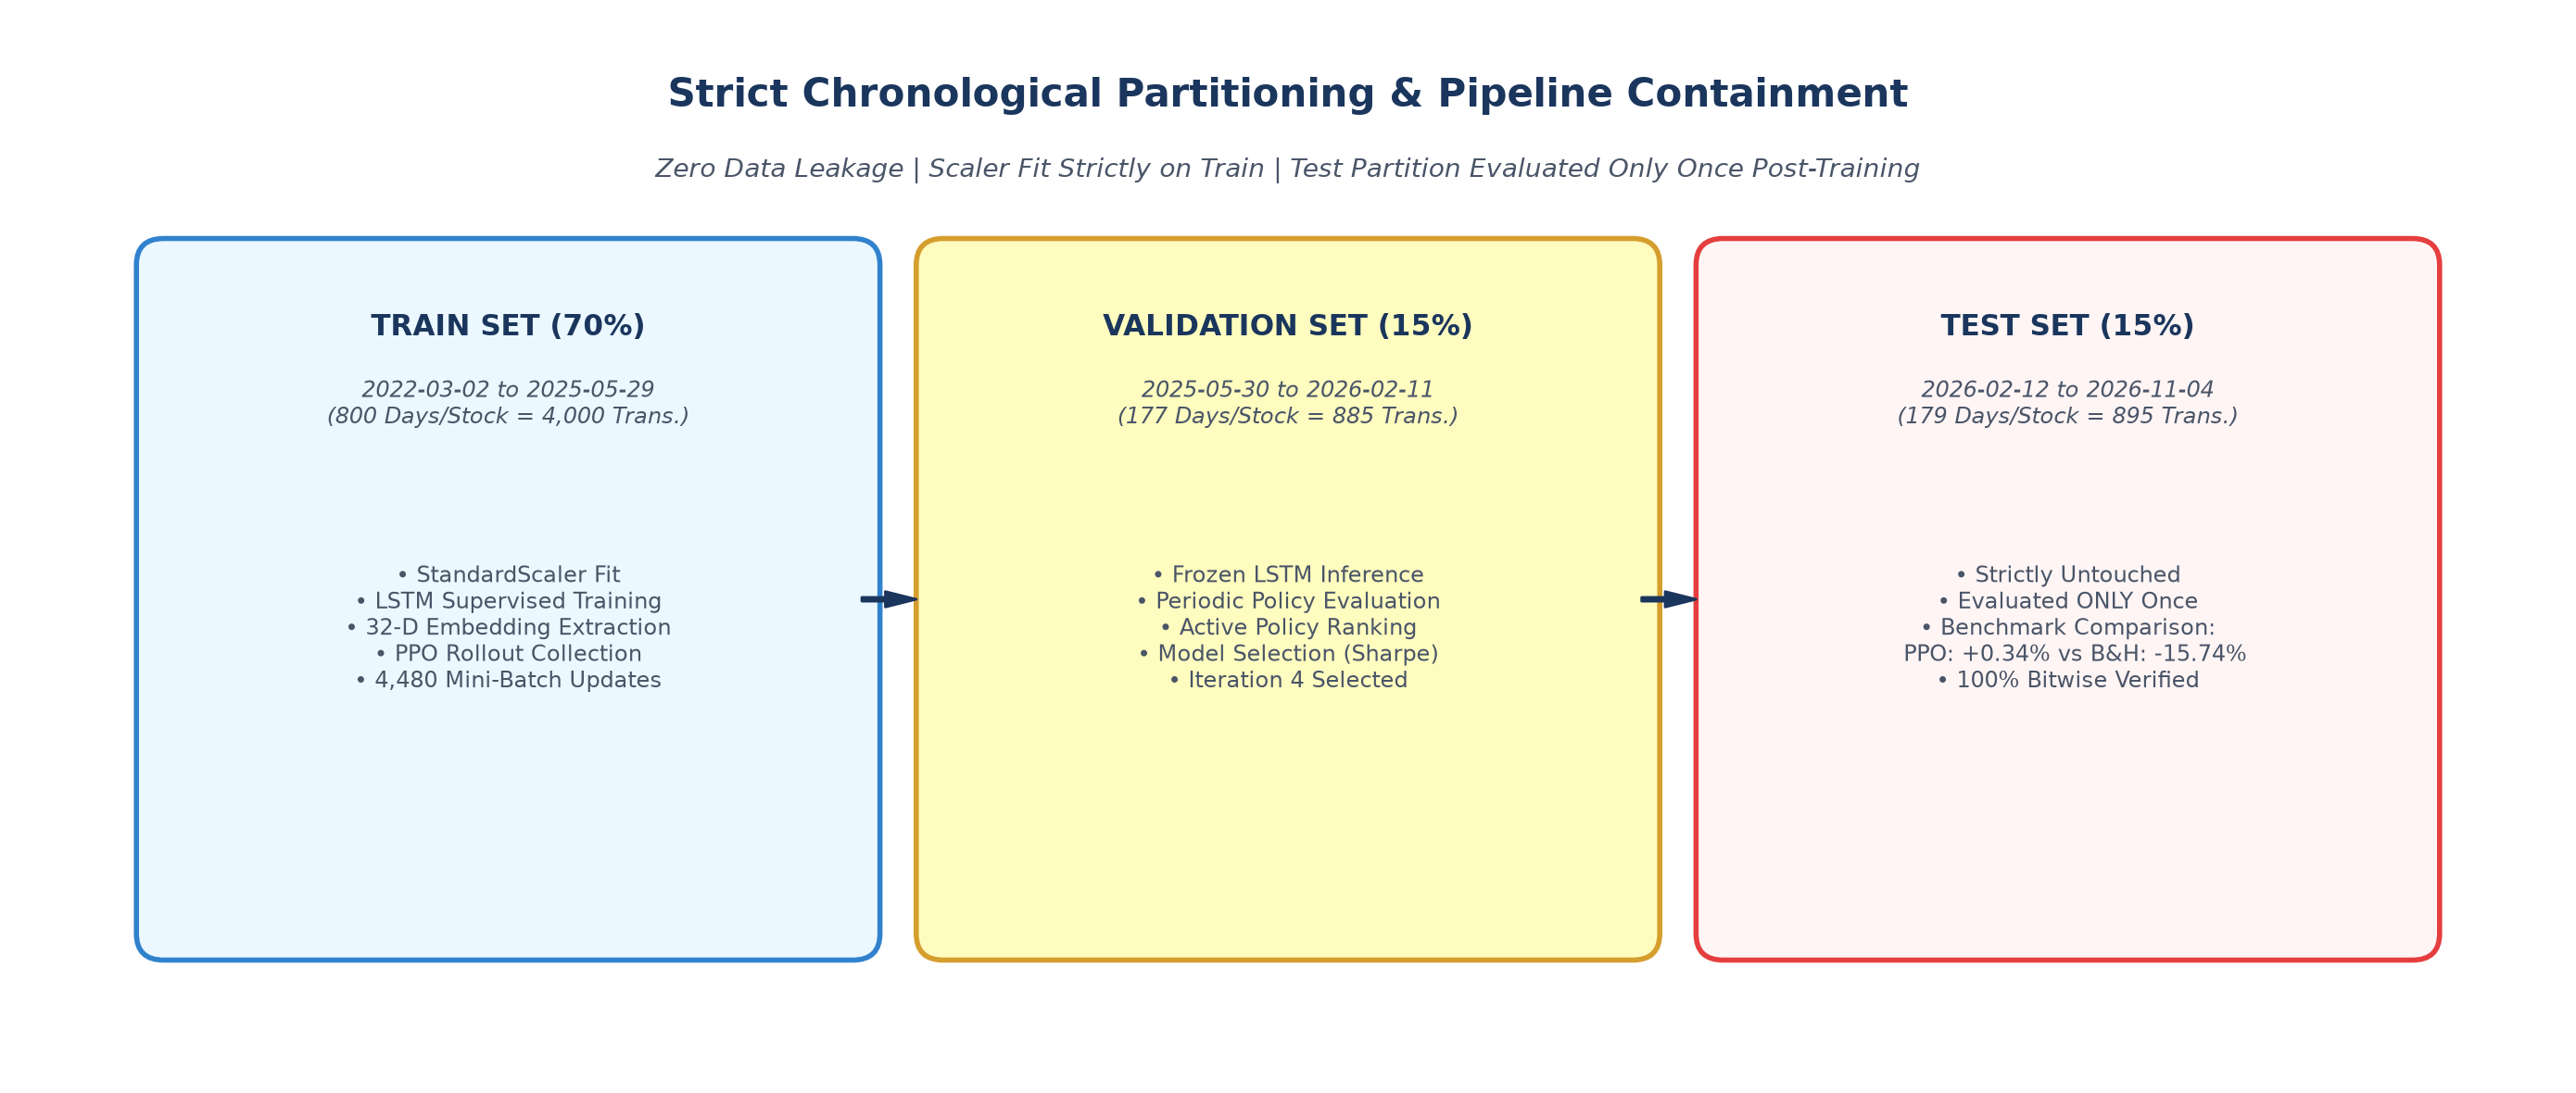 Strict Chronological Partitioning & Pipeline Containment
Zero Data Leakage | Scaler Fit Strictly on Train | Test Partition Evaluated Only Once Post-Training
TRAIN SET (70%)
2022-03-02 to 2025-05-29
(800 Days/Stock = 4,000 Trans.)
• StandardScaler Fit
• LSTM Supervised Training
• 32-D Embedding Extraction
• PPO Rollout Collection
• 4,480 Mini-Batch Updates
VALIDATION SET (15%)
2025-05-30 to 2026-02-11
(177 Days/Stock = 885 Trans.)
• Frozen LSTM Inference
• Periodic Policy Evaluation
• Active Policy Ranking
• Model Selection (Sharpe)
• Iteration 4 Selected
TEST SET (15%)
2026-02-12 to 2026-11-04
(179 Days/Stock = 895 Trans.)
• Strictly Untouched
• Evaluated ONLY Once
• Benchmark Comparison:
PPO: +0.34% vs B&H: -15.74%
• 100% Bitwise Verified